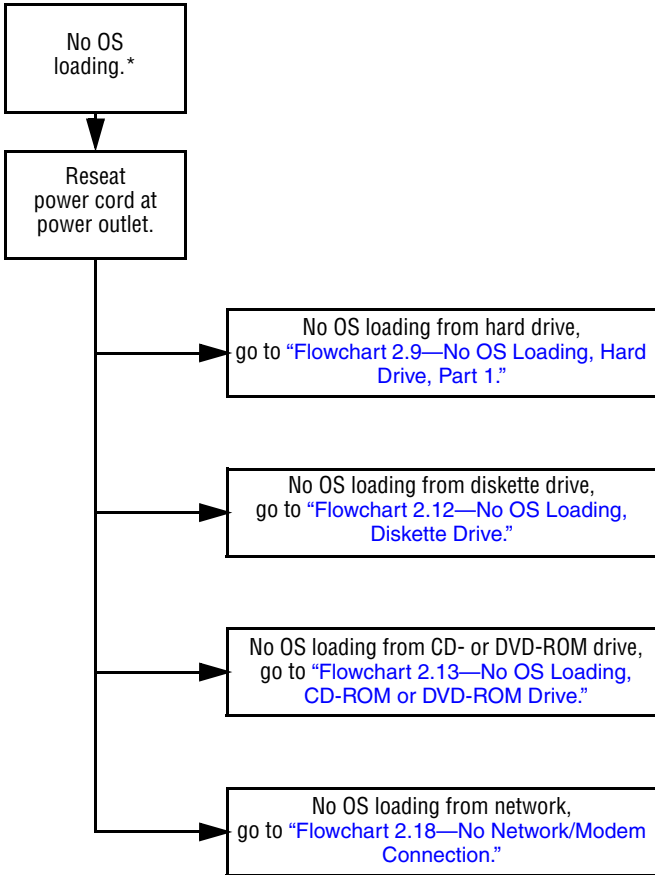 No OS
loading.*
Reseat
power cord at
power outlet.
No OS loading from hard drive,
go to “Flowchart 2.9—No OS Loading, Hard
Drive, Part 1.”
No OS loading from diskette drive,
go to “Flowchart 2.12—No OS Loading,
Diskette Drive.”
No OS loading from CD- or DVD-ROM drive,
go to “Flowchart 2.13—No OS Loading,
CD-ROM or DVD-ROM Drive.”
No OS loading from network,
go to “Flowchart 2.18—No Network/Modem
Connection.”